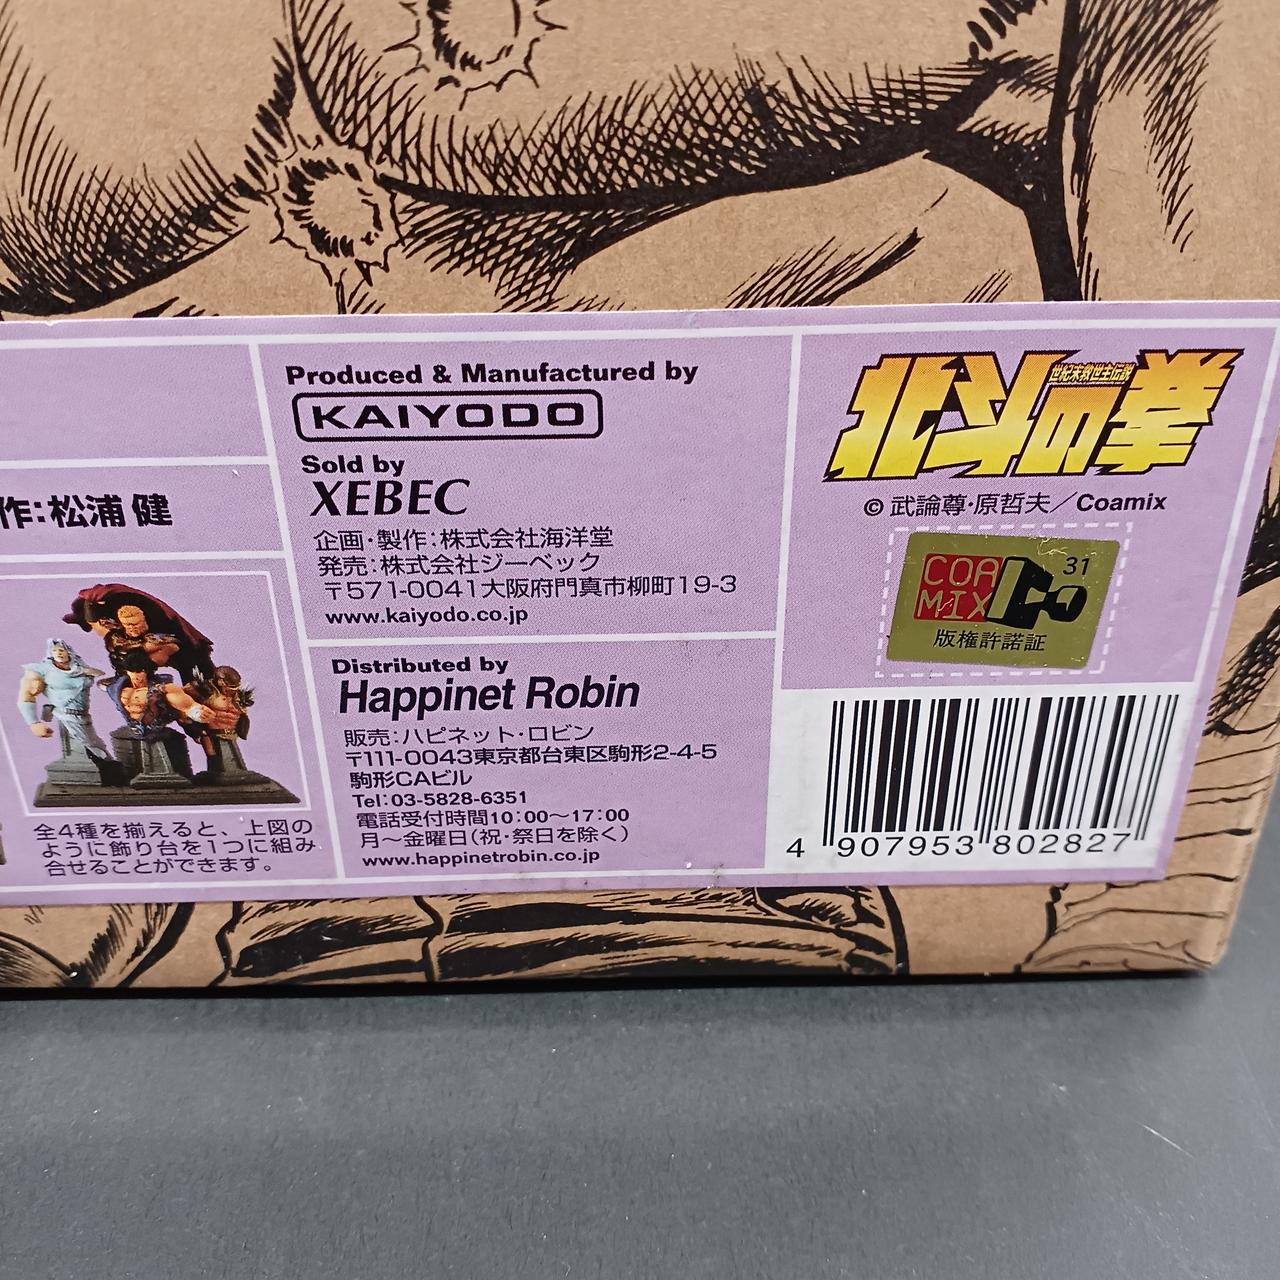 作:松浦 健
全4種を揃えると、上図の
ように飾り台を1つに組み
合せることができます。
Produced & Manufactured by
KAIYODO
Sold by
XEBEC
企画・製作:株式会社海洋堂
発売:株式会社ジーベック
〒571-0041大阪府門真市柳町19-3
www.kaiyodo.co.jp
Distributed by
Happinet Robin
販売:ハピネット・ロビン
〒111-0043東京都台東区駒形2-4-5
駒形CAビル
Tel:03-5828-6351
電話受付時間10:00〜17:00
月〜金曜日(祝・祭日を除く)
www.happinetrobin.co.jp
世紀末救世主伝説
北斗の拳
© 武論尊・原哲夫/Coamix
COA
MIX
31
版権許諾証
4 907953 802827